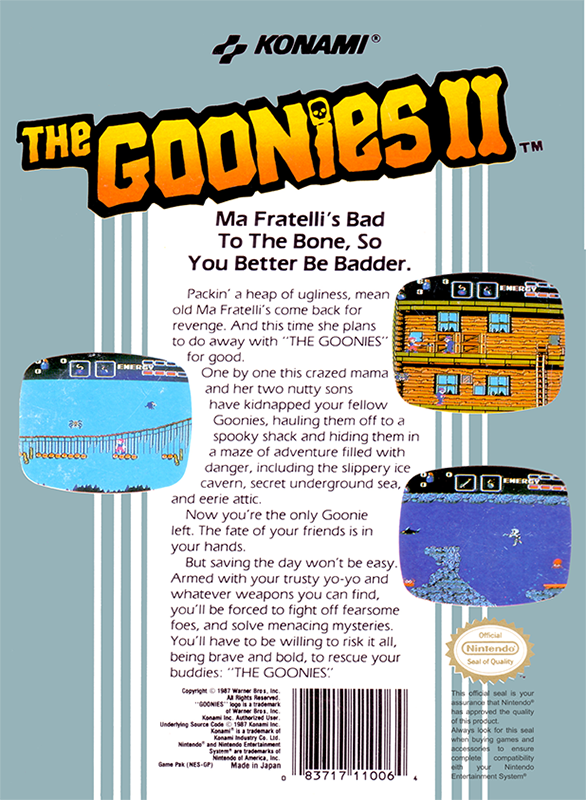 KONAMI®
THE GOONIES II™
Ma Fratelli's Bad
To The Bone, So
You Better Be Badder.
Packin' a heap of ugliness, mean
old Ma Fratelli's come back for
revenge. And this time she plans
to do away with "THE GOONIES"
for good.
One by one this crazed mama
and her two nutty sons
have kidnapped your fellow
Goonies, hauling them off to a
spooky shack and hiding them in
a maze of adventure filled with
danger, including the slippery ice
cavern, secret underground sea,
and eerie attic.
Now you're the only Goonie
left. The fate of your friends is in
your hands.
But saving the day won't be easy.
Armed with your trusty yo-yo and
whatever weapons you can find,
you'll be forced to fight off fearsome
foes, and solve menacing mysteries.
You'll have to be willing to risk it all,
being brave and bold, to rescue your
buddies: "THE GOONIES."
ENERGY
ENERGY
ENERGY
Copyright © 1987 Warner Bros, Inc.
All Rights Reserved.
"GOONIES" logo is a trademark
of Warner Bros, Inc.
Konami Inc. Authorized User.
Underlying Source Code © 1987 Konami Inc.
Konami® is a trademark of
Konami Industry Co. Ltd.
Nintendo® and Nintendo Entertainment
System® are trademarks of
Nintendo of America, Inc.
Game Pak (NES-GP) Made in Japan
0 83717 11006 4
Official
Nintendo®
Seal of Quality
This official seal is your
assurance that Nintendo®
has approved the quality
of this product.
Always look for this seal
when buying games and
accessories to ensure
complete compatibility
with your Nintendo
Entertainment System®